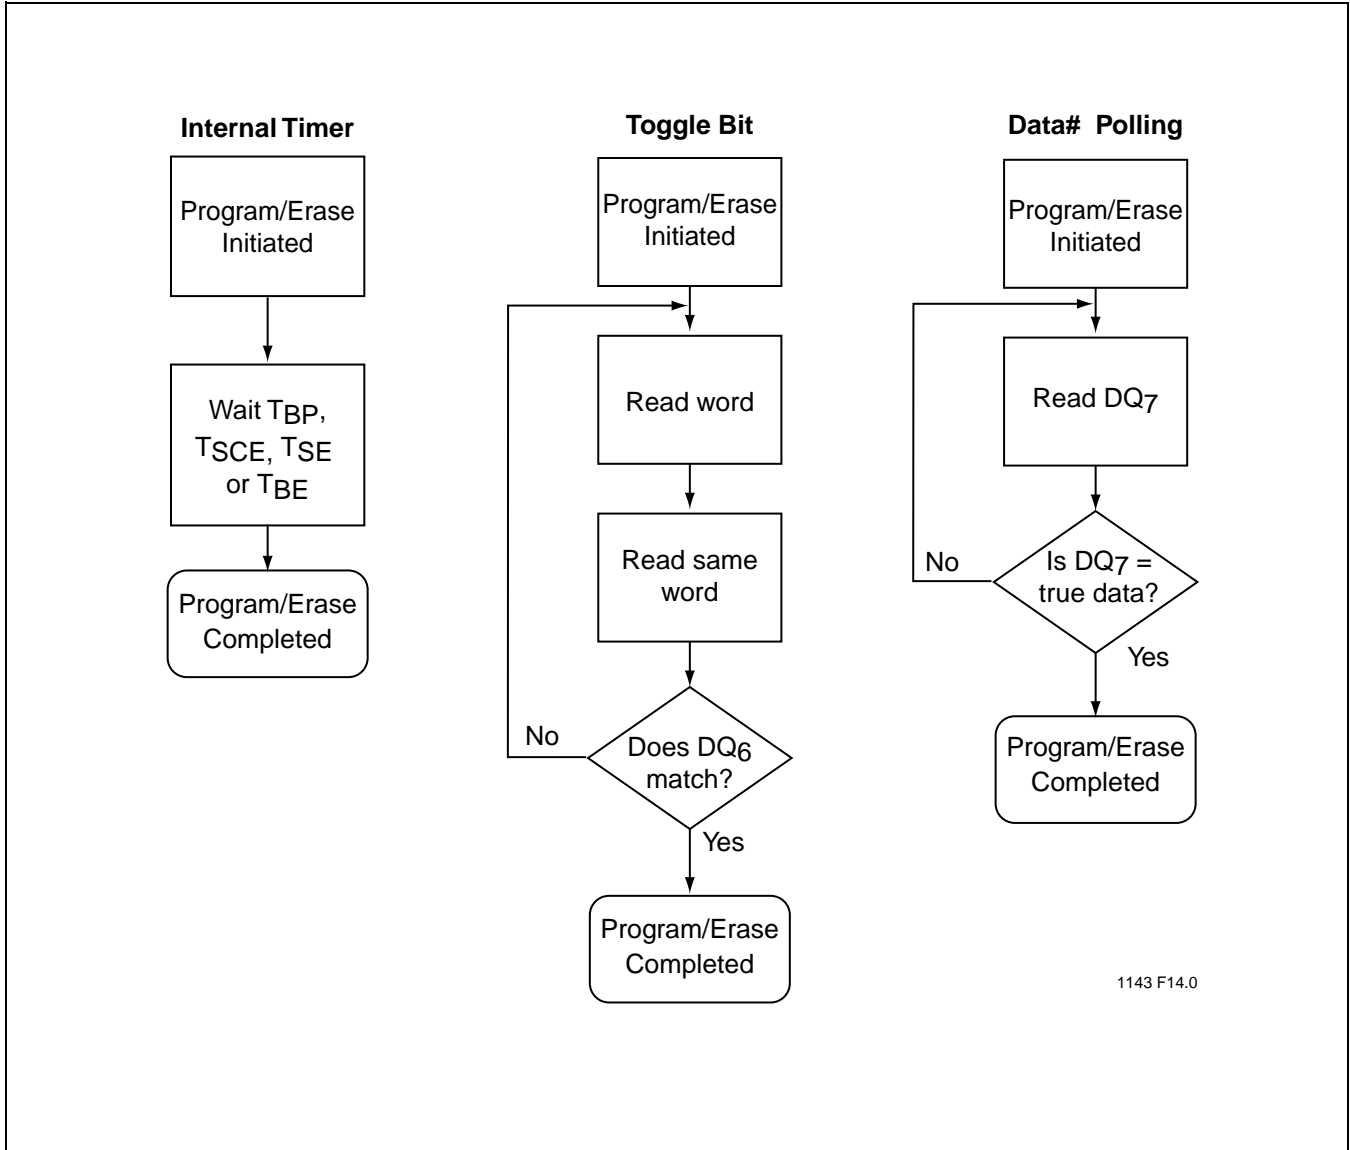 Internal Timer
Program/Erase
Initiated
Wait TBP,
TSCE, TSE
or TBE
Program/Erase
Completed
Toggle Bit
Program/Erase
Initiated
Read word
Read same
word
Does DQ6
match?
No
Yes
Program/Erase
Completed
Data# Polling
Program/Erase
Initiated
Read DQ7
Is DQ7 =
true data?
No
Yes
Program/Erase
Completed
1143 F14.0